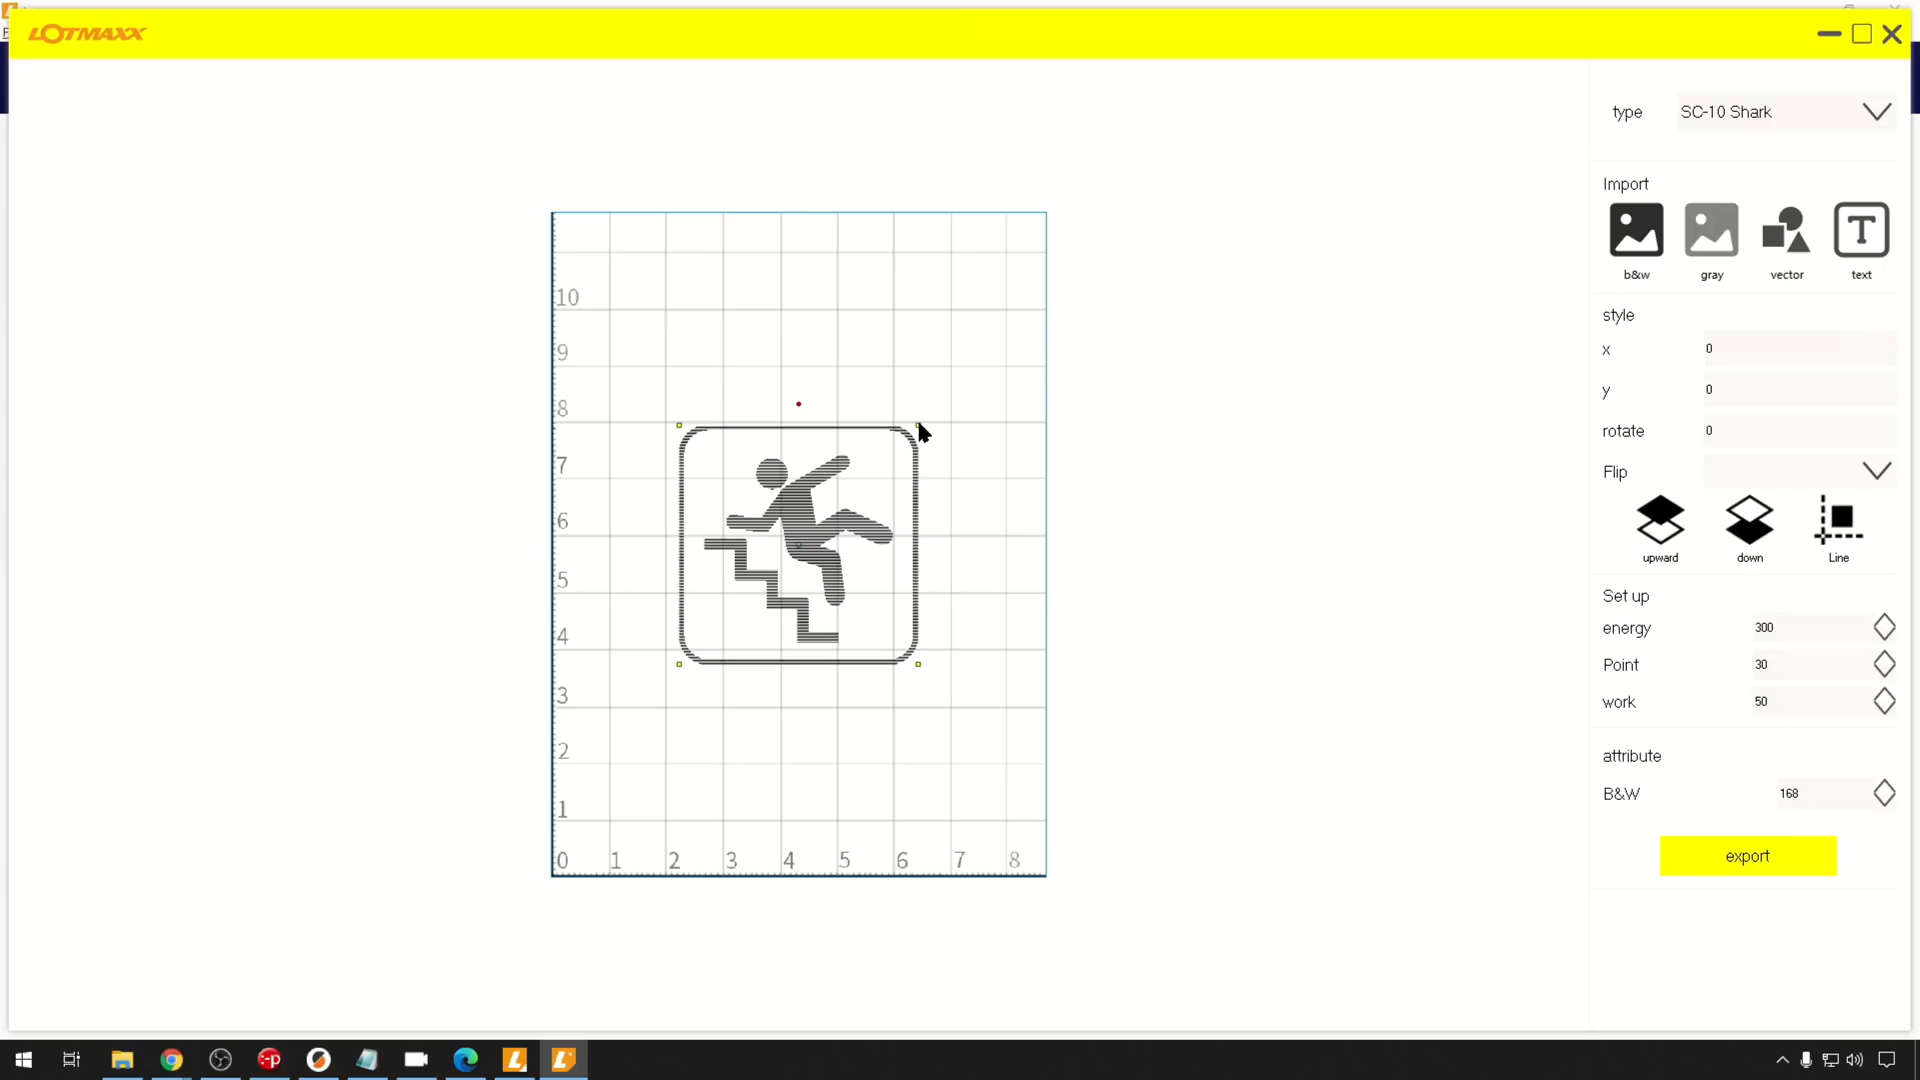 LOTMAXX
type SC-10 Shark
Import
b&w gray vector text
style
x 0
y 0
rotate 0
Flip
upward down Line
Set up
energy 300
Point 30
work 50
attribute
B&W 168
export
10
9
8
7
6
5
4
3
2
1
0 1 2 3 4 5 6 7 8